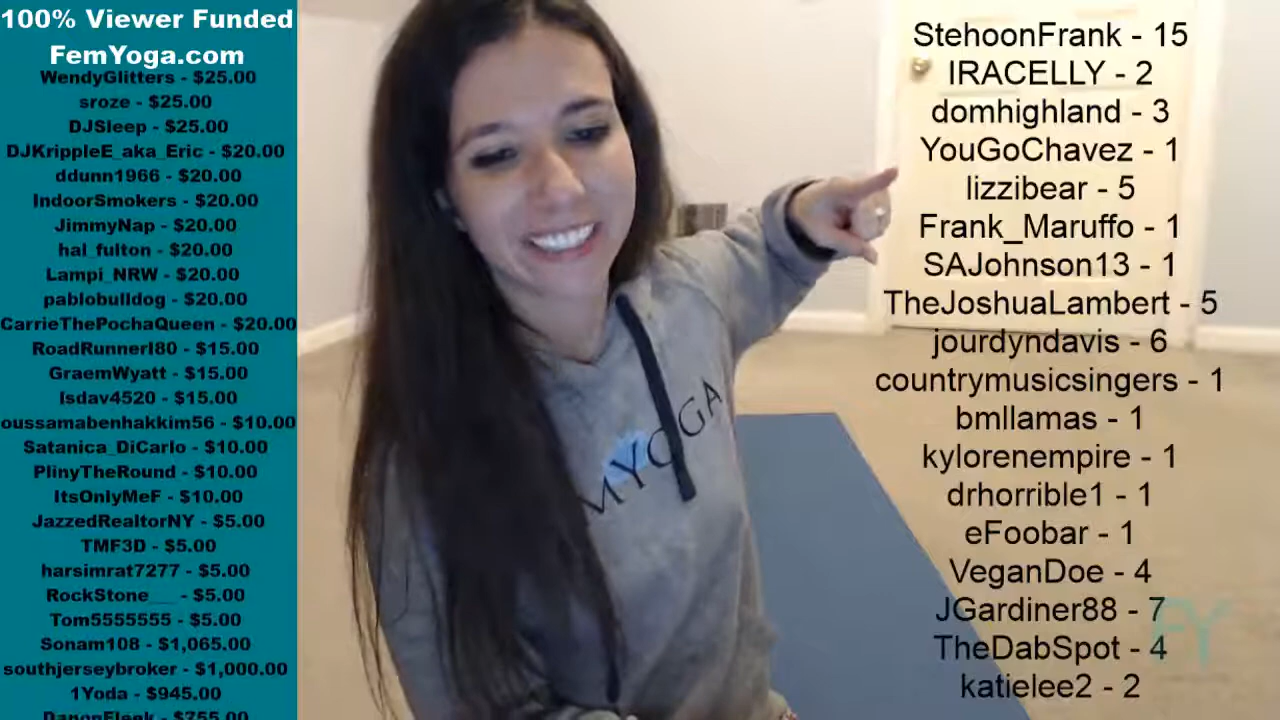 100% Viewer Funded
FemYoga.com
WendyGlitters - $25.00
sroze - $25.00
DJSleep - $25.00
DJKrippleE_aka_Eric - $20.00
ddunn1966 - $20.00
IndoorSmokers - $20.00
JimmyNap - $20.00
hal_fulton - $20.00
Lampi_NRW - $20.00
pablobulldog - $20.00
CarrieThePochaQueen - $20.00
RoadRunnerI80 - $15.00
GraemWyatt - $15.00
lsdav4520 - $15.00
oussamabenhakkim56 - $10.00
Satanica_DiCarlo - $10.00
PlinyTheRound - $10.00
ItsOnlyMeF - $10.00
JazzedRealtorNY - $5.00
TMF3D - $5.00
harsimrat7277 - $5.00
RockStone___ - $5.00
Tom5555555 - $5.00
Sonam108 - $1,065.00
southjerseybroker - $1,000.00
1Yoda - $945.00
DanonFleek - $755.00
MYOGA
StehoonFrank - 15
IRACELLY - 2
domhighland - 3
YouGoChavez - 1
lizzibear - 5
Frank_Maruffo - 1
SAJohnson13 - 1
TheJoshuaLambert - 5
jourdyndavis - 6
countrymusicsingers - 1
bmllamas - 1
kylorenempire - 1
drhorrible1 - 1
eFoobar - 1
VeganDoe - 4
JGardiner88 - 7
TheDabSpot - 4
katielee2 - 2
FY